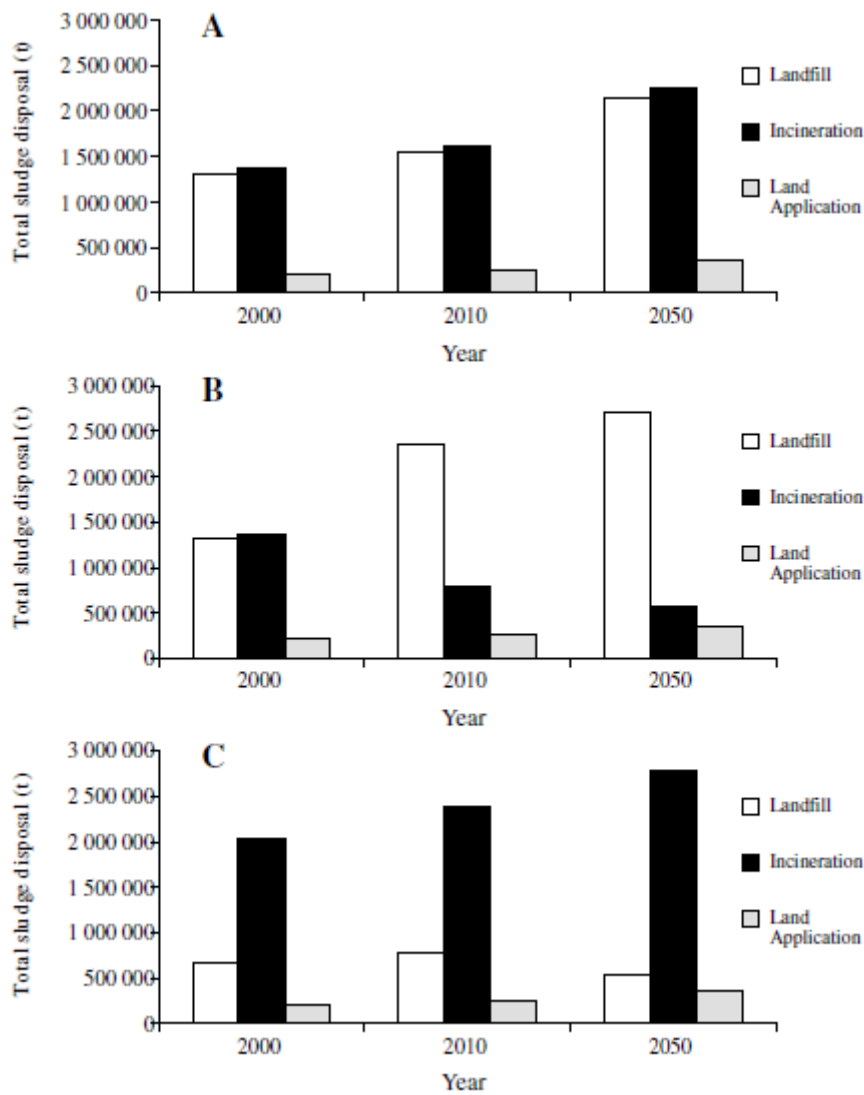 A
Total sludge disposal (t)
3 000 000
2 500 000
2 000 000
1 500 000
1 000 000
500 000
0
2000
2010
2050
Year
Landfill
Incineration
Land
Application
B
Total sludge disposal (t)
3 000 000
2 500 000
2 000 000
1 500 000
1 000 000
500 000
0
2000
2010
2050
Year
Landfill
Incineration
Land
Application
C
Total sludge disposal (t)
3 000 000
2 500 000
2 000 000
1 500 000
1 000 000
500 000
0
2000
2010
2050
Year
Landfill
Incineration
Land
Application